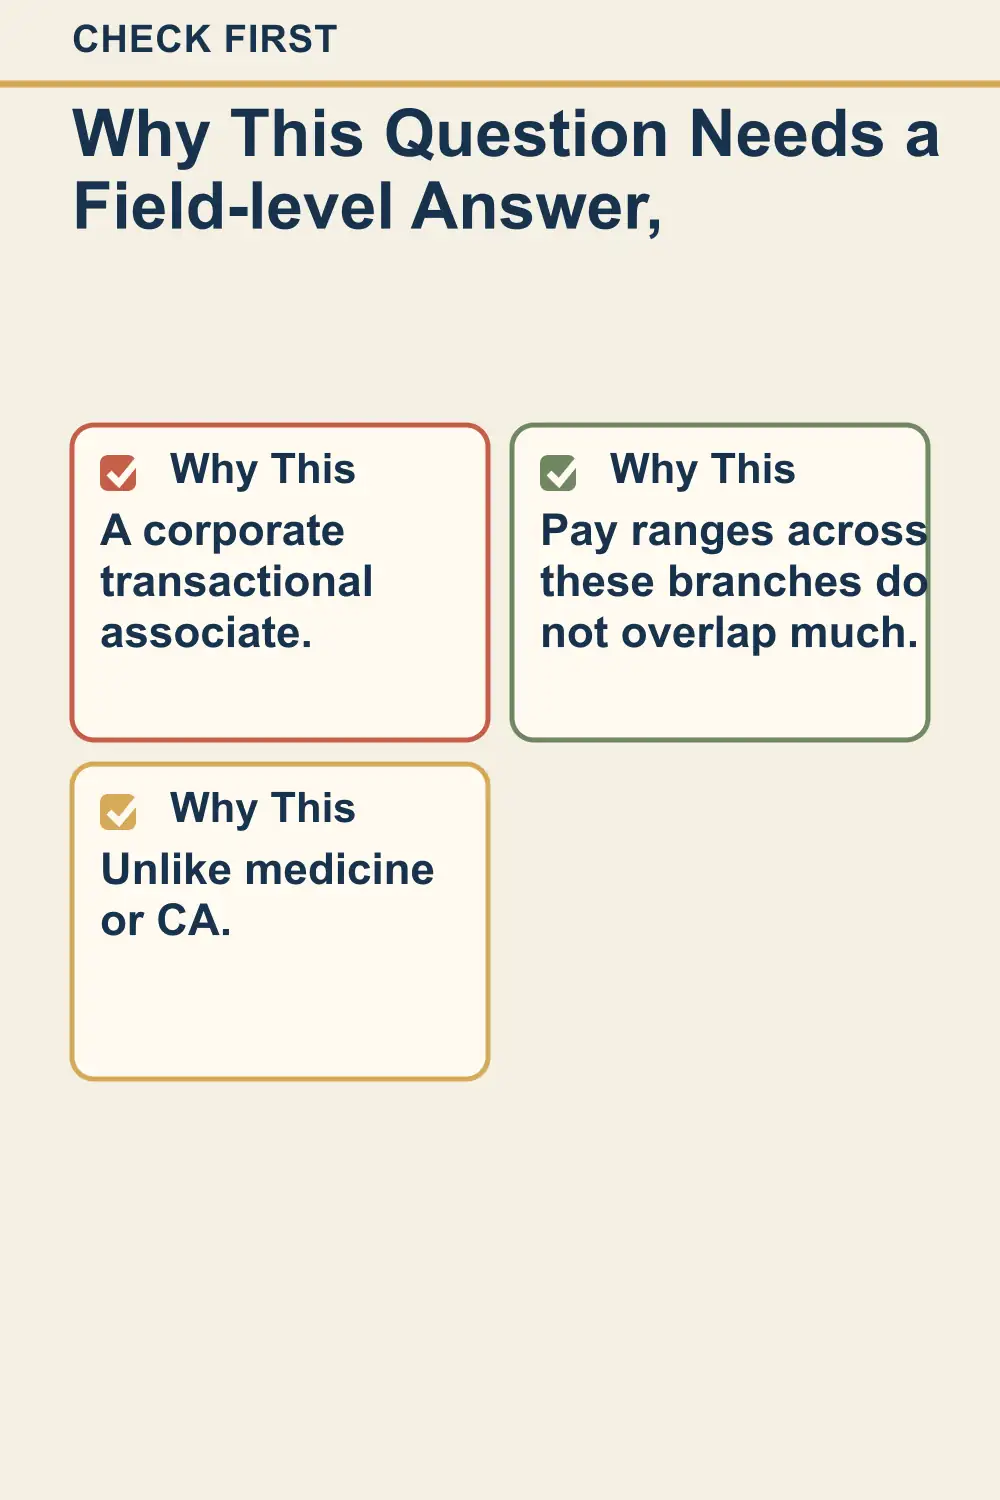 CHECK FIRST
Why This Question Needs a
Field-level Answer,
Why This
A corporate
transactional
associate.
Why This
Pay ranges across
these branches do
not overlap much.
Why This
Unlike medicine
or CA.